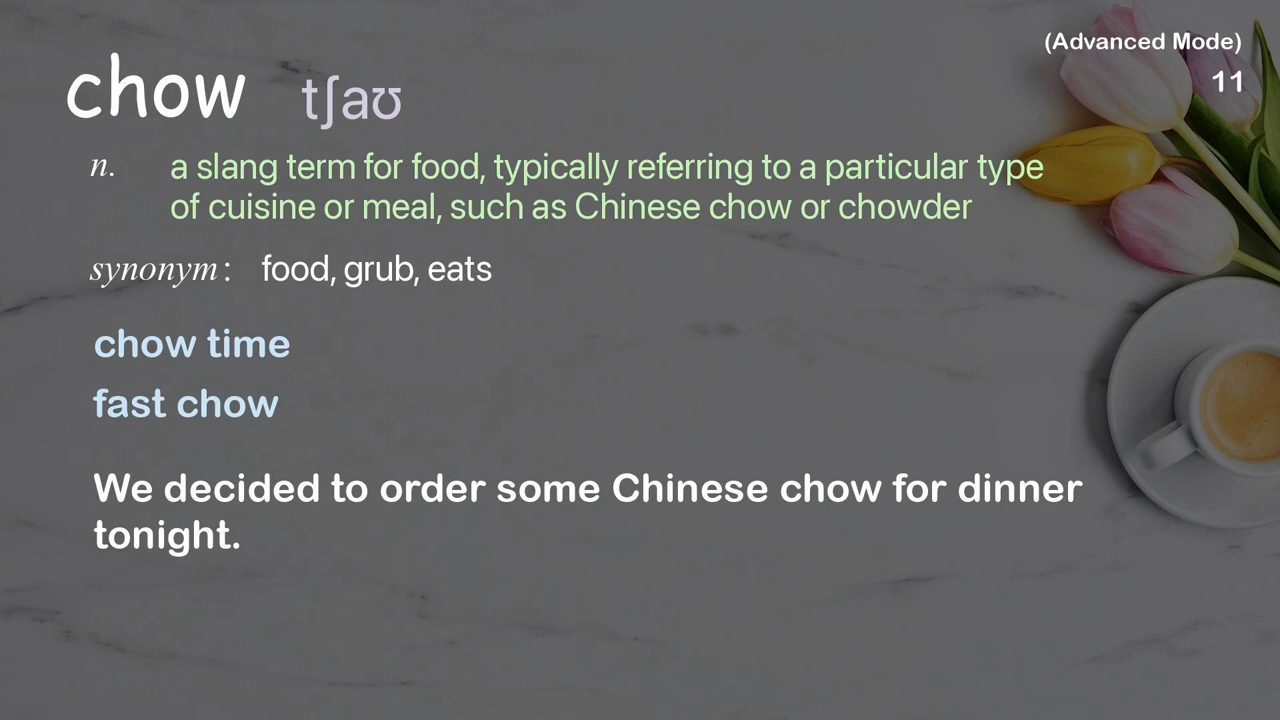 (Advanced Mode)
11
chow tʃaʊ
n. a slang term for food, typically referring to a particular type
of cuisine or meal, such as Chinese chow or chowder
synonym: food, grub, eats
chow time
fast chow
We decided to order some Chinese chow for dinner
tonight.